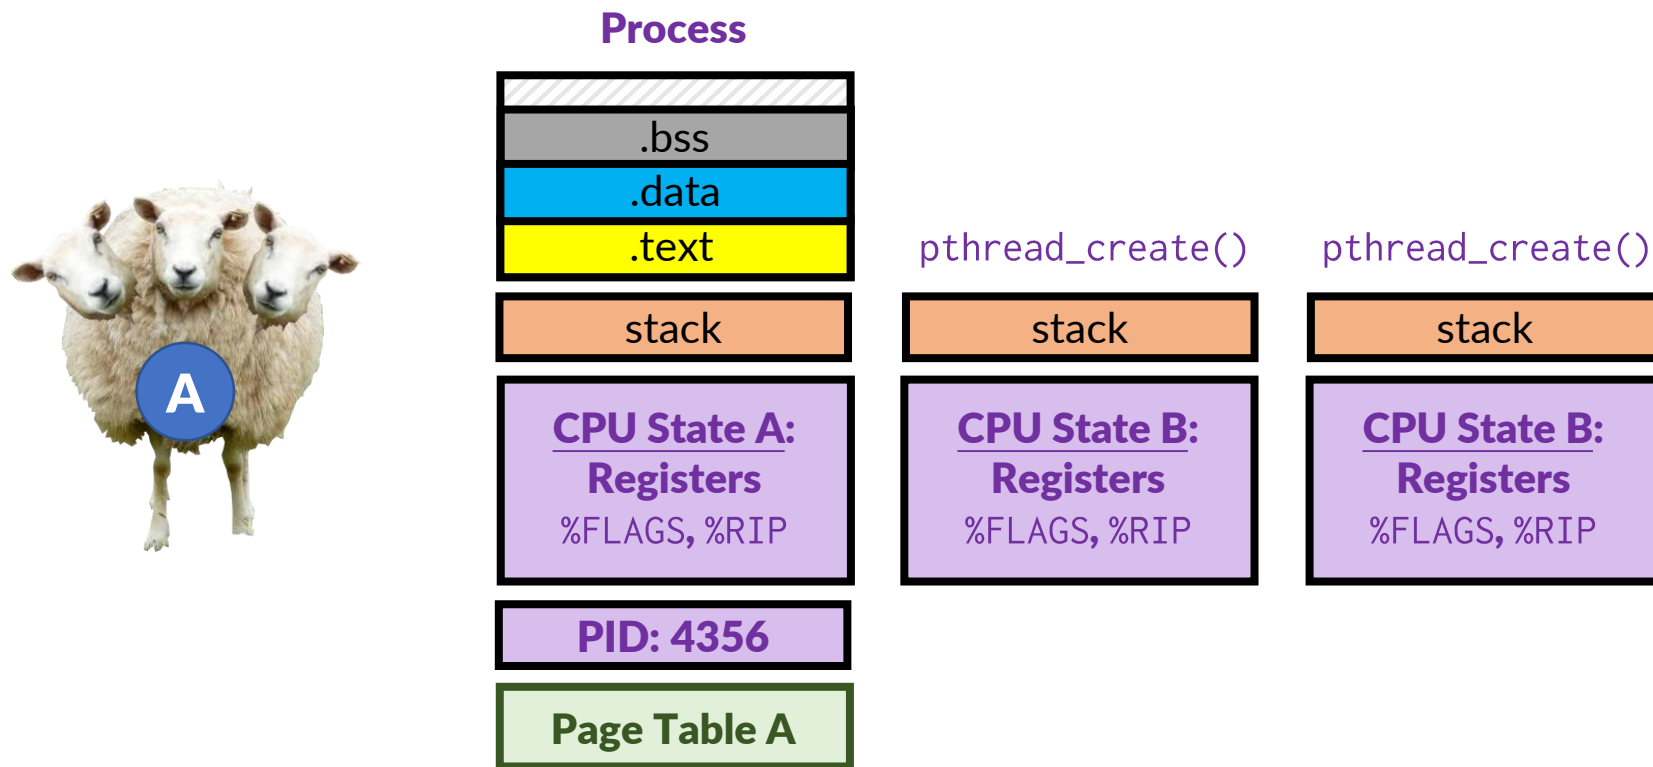 Process
.bss
.data
.text
stack
CPU State A:
Registers
%FLAGS, %RIP
PID: 4356
Page Table A
pthread_create()
stack
CPU State B:
Registers
%FLAGS, %RIP
pthread_create()
stack
CPU State B:
Registers
%FLAGS, %RIP
A